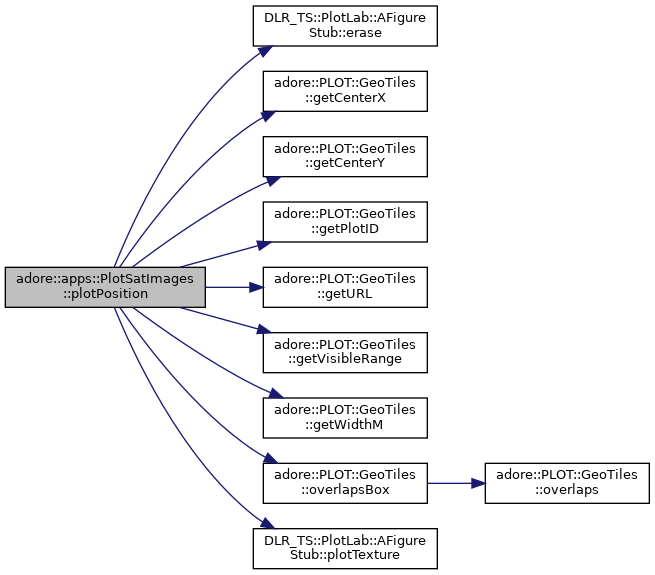 DLR_TS::PlotLab::AFigure
Stub::erase
adore::PLOT::GeoTiles
::getCenterX
adore::PLOT::GeoTiles
::getCenterY
adore::PLOT::GeoTiles
::getPlotID
adore::apps::PlotSatImages
::plotPosition
adore::PLOT::GeoTiles
::getURL
adore::PLOT::GeoTiles
::getVisibleRange
adore::PLOT::GeoTiles
::getWidthM
adore::PLOT::GeoTiles
::overlapsBox
adore::PLOT::GeoTiles
::overlaps
DLR_TS::PlotLab::AFigure
Stub::plotTexture